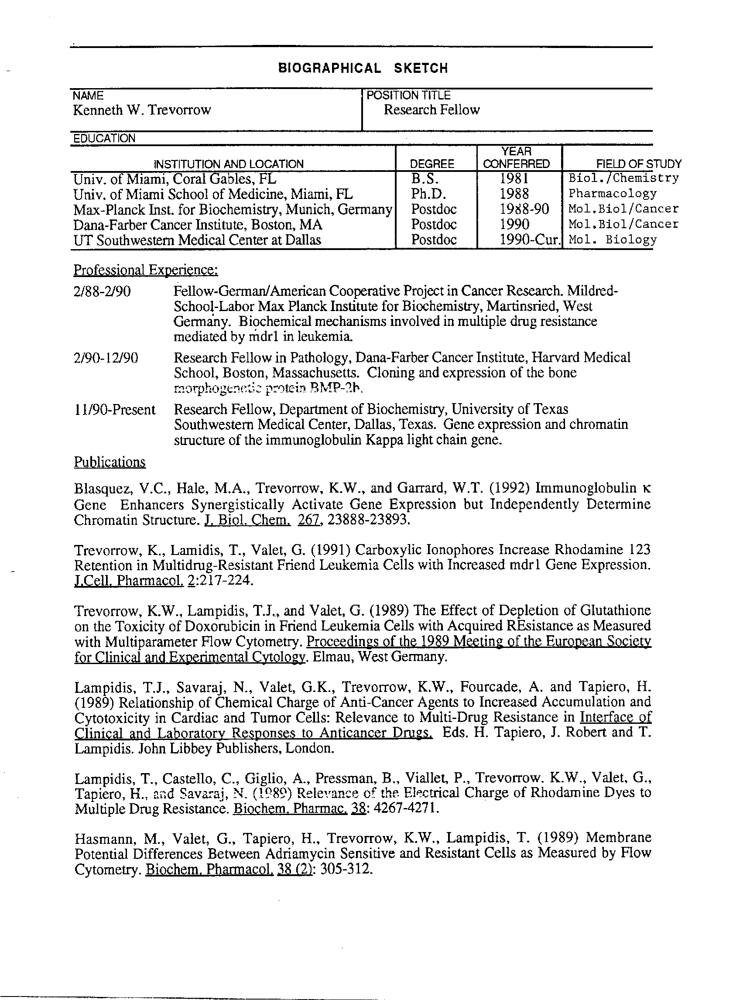 BIOGRAPHICAL SKETCH
NAME
Kenneth W. Trevorrow
POSITION TITLE
Research Fellow
EDUCATION
INSTITUTION AND LOCATION DEGREE YEAR CONFERRED FIELD OF STUDY
Univ. of Miami, Coral Gables, FL B.S. 1981 Biol./Chemistry
Univ. of Miami School of Medicine, Miami, FL Ph.D. 1988 Pharmacology
Max-Planck Inst. for Biochemistry, Munich, Germany Postdoc 1988-90 Mol.Biol/Cancer
Dana-Farber Cancer Institute, Boston, MA Postdoc 1990 Mol.Biol/Cancer
UT Southwestern Medical Center at Dallas Postdoc 1990-Cur. Mol. Biology
Professional Experience:
2/88-2/90 Fellow-German/American Cooperative Project in Cancer Research. Mildred-
School-Labor Max Planck Institute for Biochemistry, Martinsried, West
Germany. Biochemical mechanisms involved in multiple drug resistance
mediated by mdr1 in leukemia.
2/90-12/90 Research Fellow in Pathology, Dana-Farber Cancer Institute, Harvard Medical
School, Boston, Massachusetts. Cloning and expression of the bone
morphogenetic protein BMP-2b.
11/90-Present Research Fellow, Department of Biochemistry, University of Texas
Southwestern Medical Center, Dallas, Texas. Gene expression and chromatin
structure of the immunoglobulin Kappa light chain gene.
Publications
Blasquez, V.C., Hale, M.A., Trevorrow, K.W., and Garrard, W.T. (1992) Immunoglobulin κ
Gene Enhancers Synergistically Activate Gene Expression but Independently Determine
Chromatin Structure. J. Biol. Chem. 267, 23888-23893.
Trevorrow, K., Lamidis, T., Valet, G. (1991) Carboxylic Ionophores Increase Rhodamine 123
Retention in Multidrug-Resistant Friend Leukemia Cells with Increased mdr1 Gene Expression.
J.Cell. Pharmacol. 2:217-224.
Trevorrow, K.W., Lampidis, T.J., and Valet, G. (1989) The Effect of Depletion of Glutathione
on the Toxicity of Doxorubicin in Friend Leukemia Cells with Acquired REsistance as Measured
with Multiparameter Flow Cytometry. Proceedings of the 1989 Meeting of the European Society
for Clinical and Experimental Cytology. Elmau, West Germany.
Lampidis, T.J., Savaraj, N., Valet, G.K., Trevorrow, K.W., Fourcade, A. and Tapiero, H.
(1989) Relationship of Chemical Charge of Anti-Cancer Agents to Increased Accumulation and
Cytotoxicity in Cardiac and Tumor Cells: Relevance to Multi-Drug Resistance in Interface of
Clinical and Laboratory Responses to Anticancer Drugs. Eds. H. Tapiero, J. Robert and T.
Lampidis. John Libbey Publishers, London.
Lampidis, T., Castello, C., Giglio, A., Pressman, B., Viallet, P., Trevorrow. K.W., Valet, G.,
Tapiero, H., and Savaraj, N. (1989) Relevance of the Electrical Charge of Rhodamine Dyes to
Multiple Drug Resistance. Biochem. Pharmac. 38: 4267-4271.
Hasmann, M., Valet, G., Tapiero, H., Trevorrow, K.W., Lampidis, T. (1989) Membrane
Potential Differences Between Adriamycin Sensitive and Resistant Cells as Measured by Flow
Cytometry. Biochem. Pharmacol. 38 (2): 305-312.